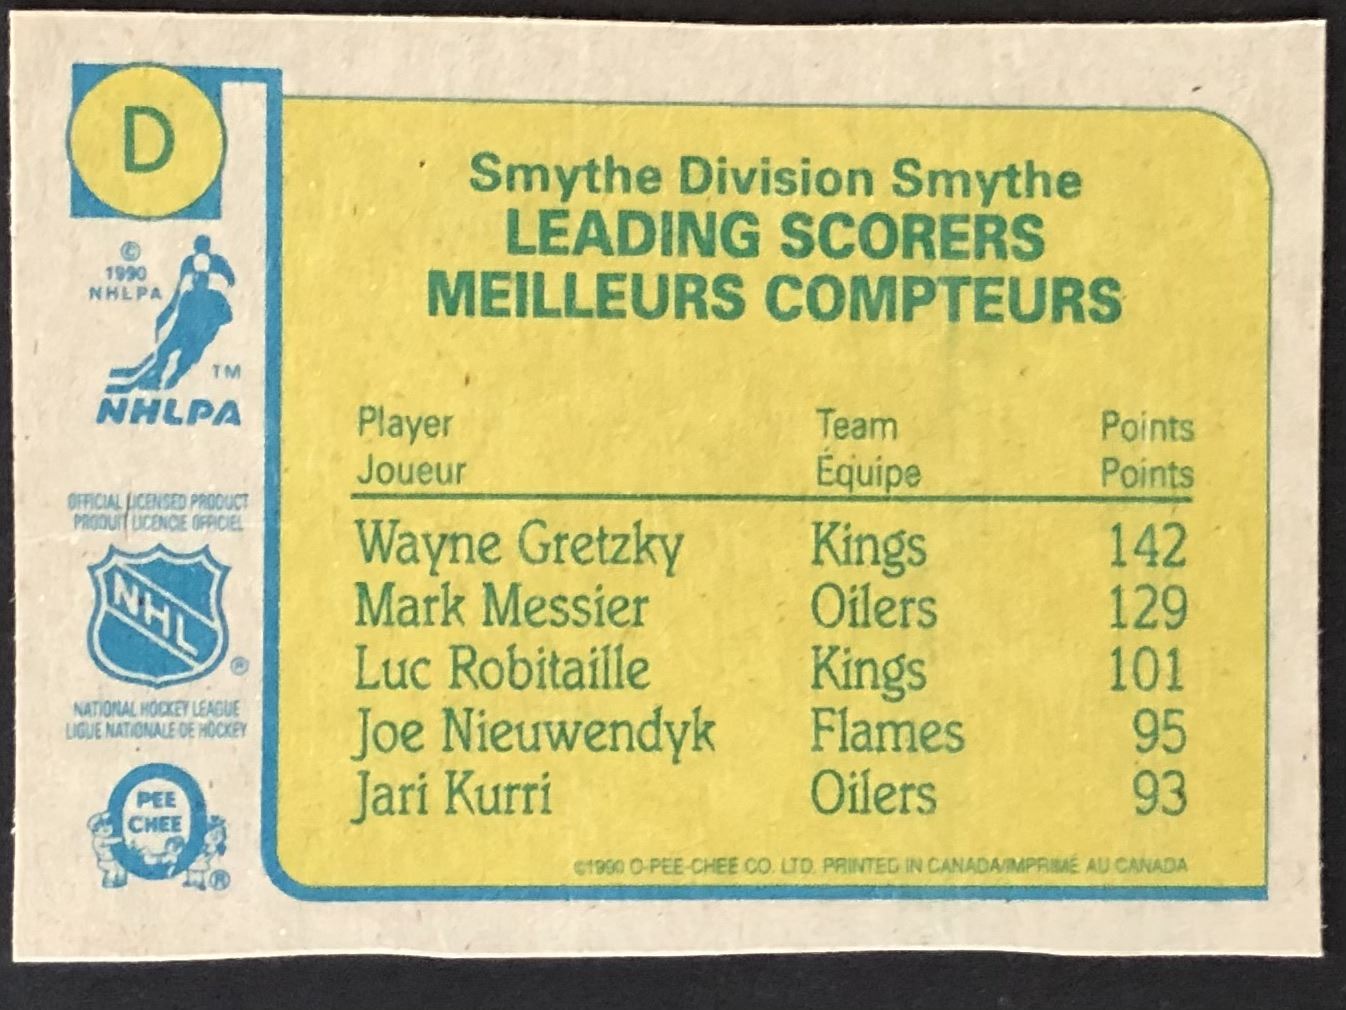 D
©
1990
NHLPA
TM
NHLPA
OFFICIAL LICENSED PRODUCT
PRODUIT LICENCIE OFFICIEL
NHL
®
NATIONAL HOCKEY LEAGUE
LIGUE NATIONALE DE HOCKEY
O
PEE
CHEE
®
Smythe Division Smythe
LEADING SCORERS
MEILLEURS COMPTEURS
Player Team Points
Joueur Équipe Points
Wayne Gretzky Kings 142
Mark Messier Oilers 129
Luc Robitaille Kings 101
Joe Nieuwendyk Flames 95
Jari Kurri Oilers 93
©1990 O-PEE-CHEE CO. LTD. PRINTED IN CANADA/IMPRIMÉ AU CANADA